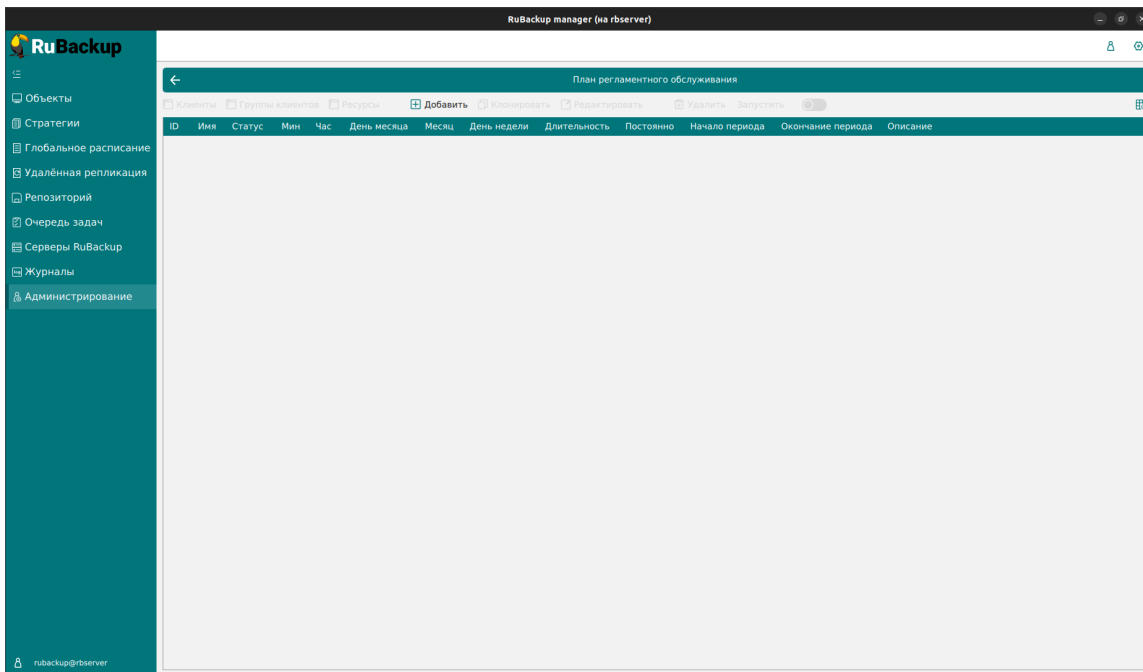 RuBackup manager (на rbserver)
RuBackup
План регламентного обслуживания
Объекты
Клиенты Группы клиентов Ресурсы Добавить Клонировать Редактировать Удалить Запустить
Стратегии
ID Имя Статус Мин Час День месяца Месяц День недели Длительность Постоянно Начало периода Окончание периода Описание
Глобальное расписание
Удалённая репликация
Репозиторий
Очередь задач
Серверы RuBackup
Журналы
Администрирование
rubackup@rbserver